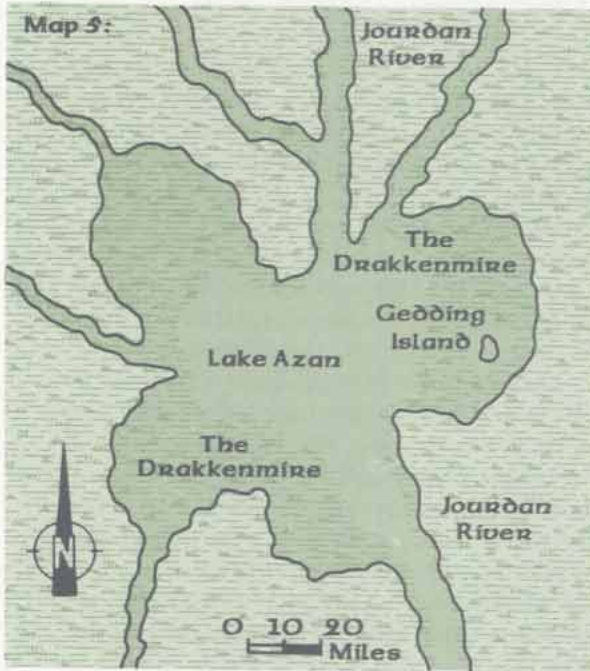 Map 5:
Jourdan
River
The
Drakkenmire
Gedding
Island
Lake Azan
The
Drakkenmire
Jourdan
River
N
0 10 20
Miles